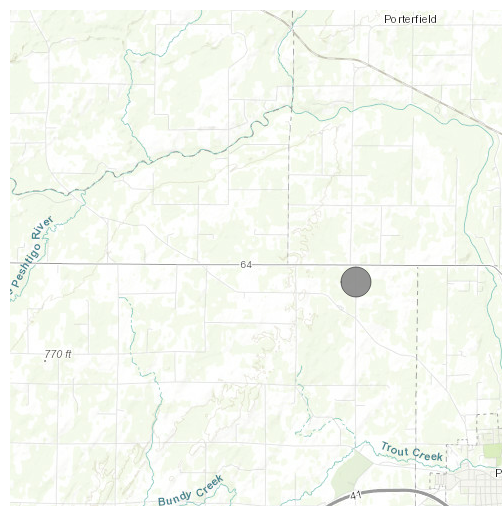 Porterfield
Peshtigo River
64
770 ft
Trout Creek
P
Bundy Creek
41